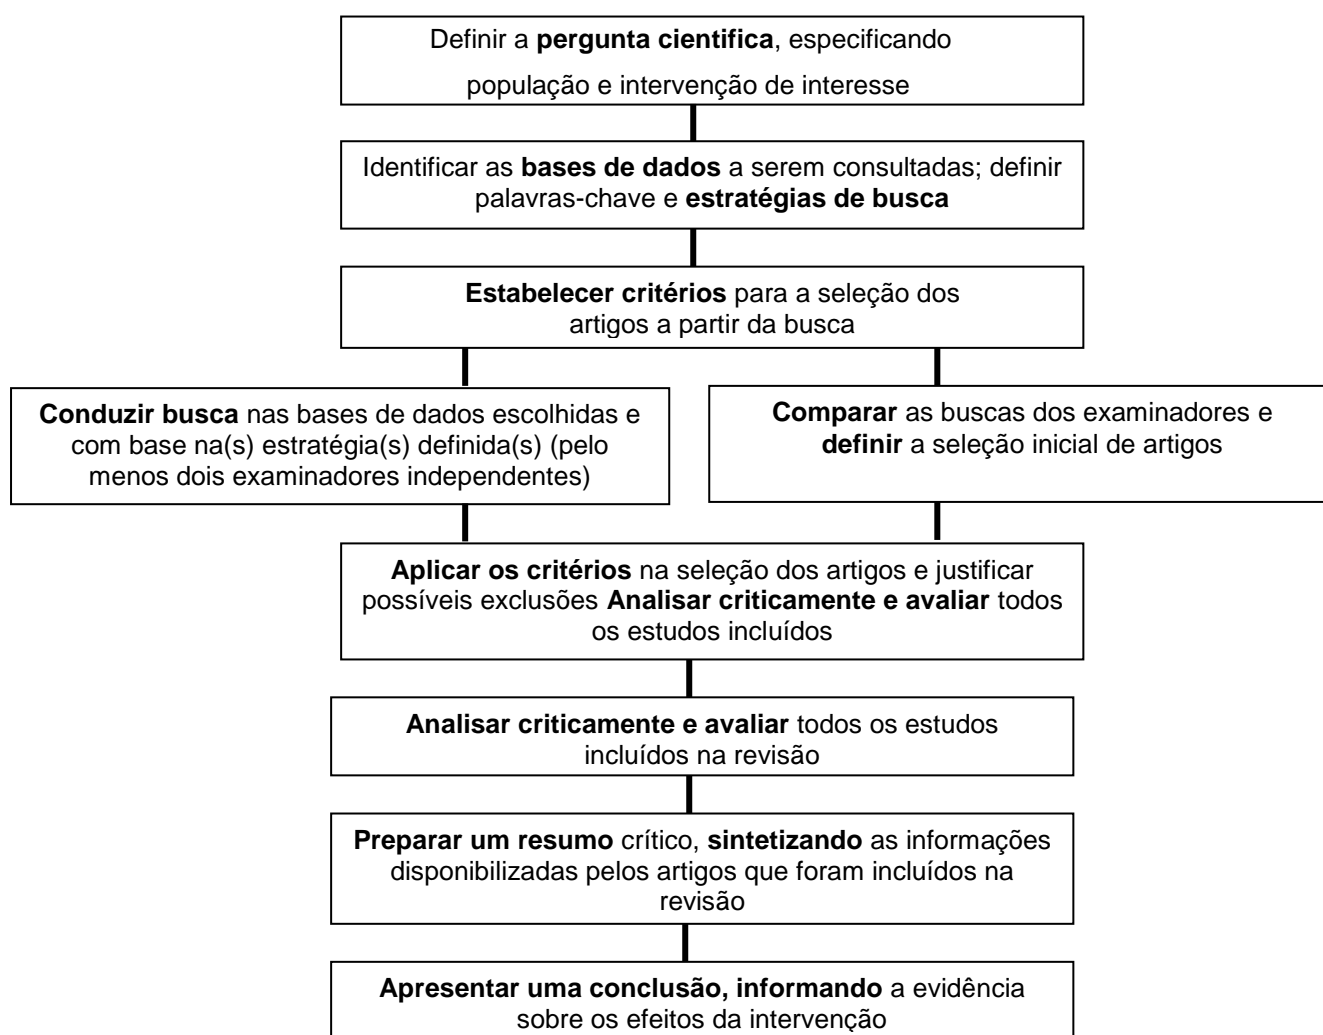 Definir a pergunta cientifica, especificando
população e intervenção de interesse
Identificar as bases de dados a serem consultadas; definir
palavras-chave e estratégias de busca
Estabelecer critérios para a seleção dos
artigos a partir da busca
Conduzir busca nas bases de dados escolhidas e
com base na(s) estratégia(s) definida(s) (pelo
menos dois examinadores independentes)
Comparar as buscas dos examinadores e
definir a seleção inicial de artigos
Aplicar os critérios na seleção dos artigos e justificar
possíveis exclusões Analisar criticamente e avaliar todos
os estudos incluídos
Analisar criticamente e avaliar todos os estudos
incluídos na revisão
Preparar um resumo crítico, sintetizando as informações
disponibilizadas pelos artigos que foram incluídos na
revisão
Apresentar uma conclusão, informando a evidência
sobre os efeitos da intervenção